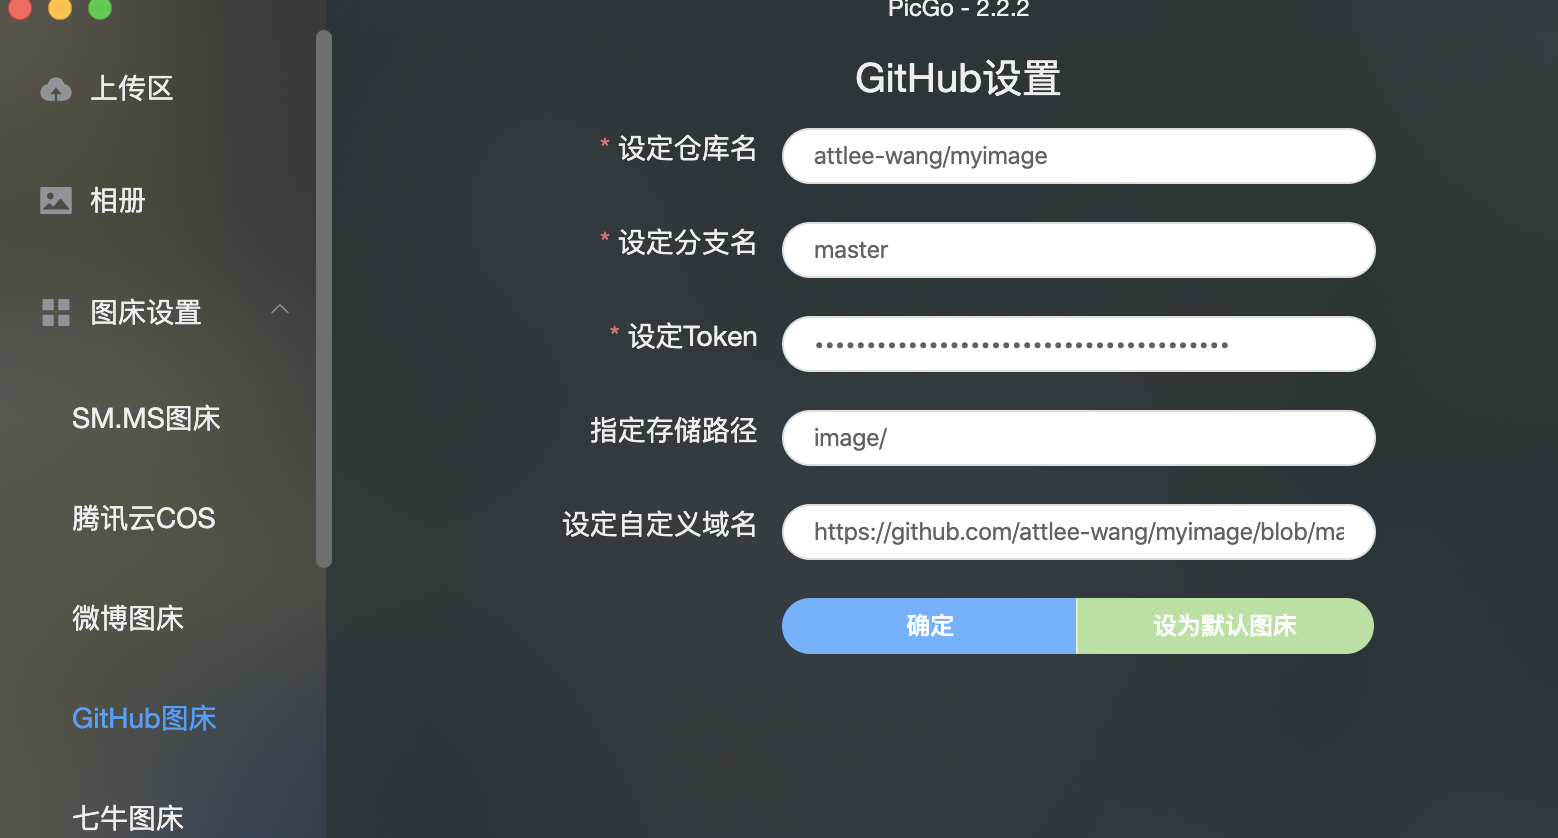 PicGo - 2.2.2
上传区
相册
图床设置
SM.MS图床
腾讯云COS
微博图床
GitHub图床
七牛图床
GitHub设置
* 设定仓库名
attlee-wang/myimage
* 设定分支名
master
* 设定Token
•••••••••••••••••••••••••••••••••••••••
指定存储路径
image/
设定自定义域名
https://github.com/attlee-wang/myimage/blob/ma
确定
设为默认图床